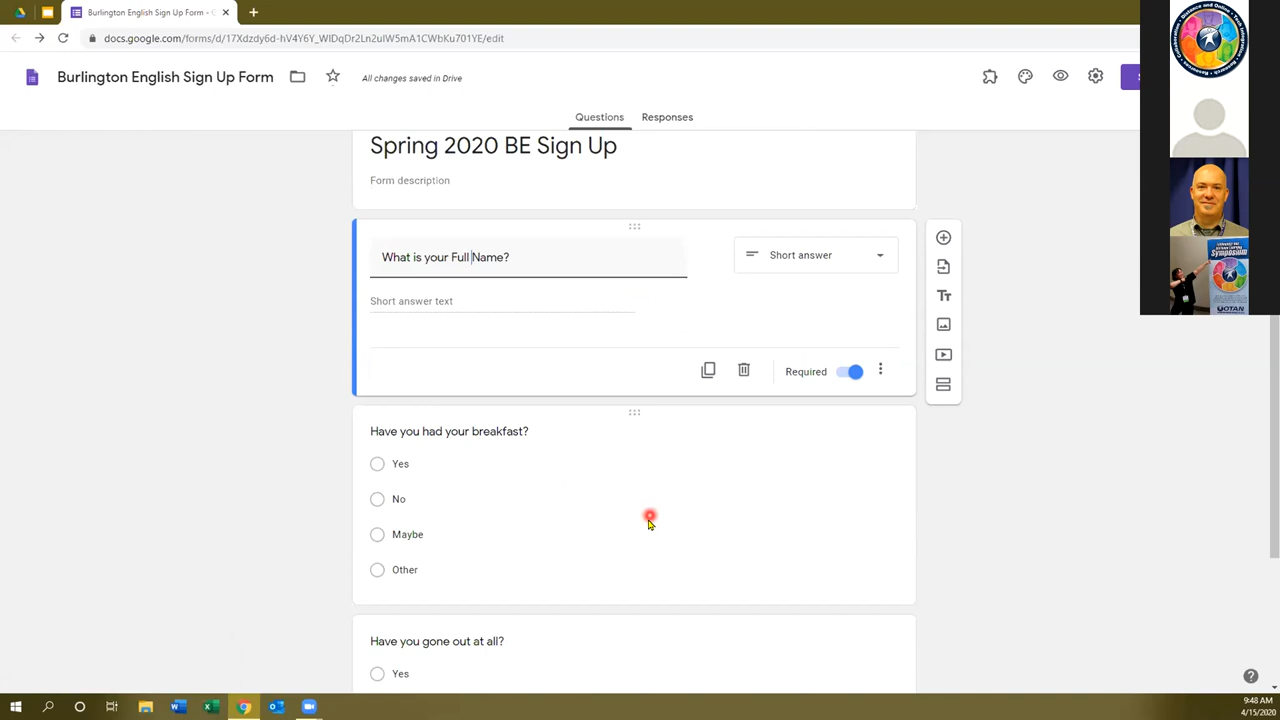 Burlington English Sign Up Form - G
docs.google.com/forms/d/17Xdzdy6d-hV4Y6Y_WIDqDr2Ln2uIW5mA1CWbKu701YE/edit
Burlington English Sign Up Form
All changes saved in Drive
Questions
Responses
Spring 2020 BE Sign Up
Form description
What is your Full Name?
Short answer
Short answer text
Required
Have you had your breakfast?
Yes
No
Maybe
Other
Have you gone out at all?
Yes
Symposium
OTAN
9:48 AM
4/15/2020